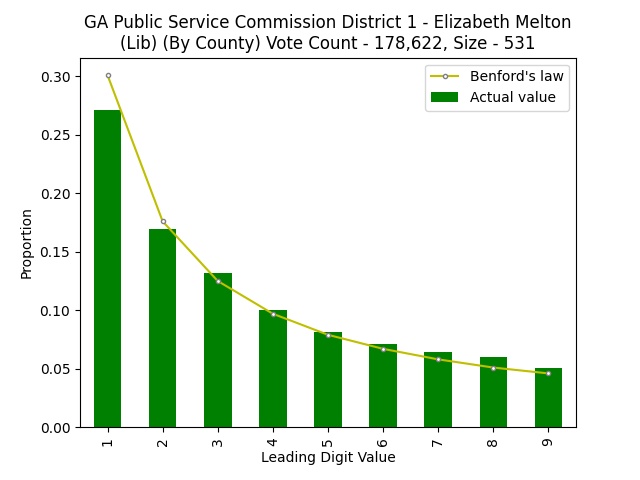 GA Public Service Commission District 1 - Elizabeth Melton
(Lib) (By County) Vote Count - 178,622, Size - 531
Benford's law
Actual value
0.30
0.25
0.20
0.15
0.10
0.05
0.00
Proportion
1 2 3 4 5 6 7 8 9
Leading Digit Value